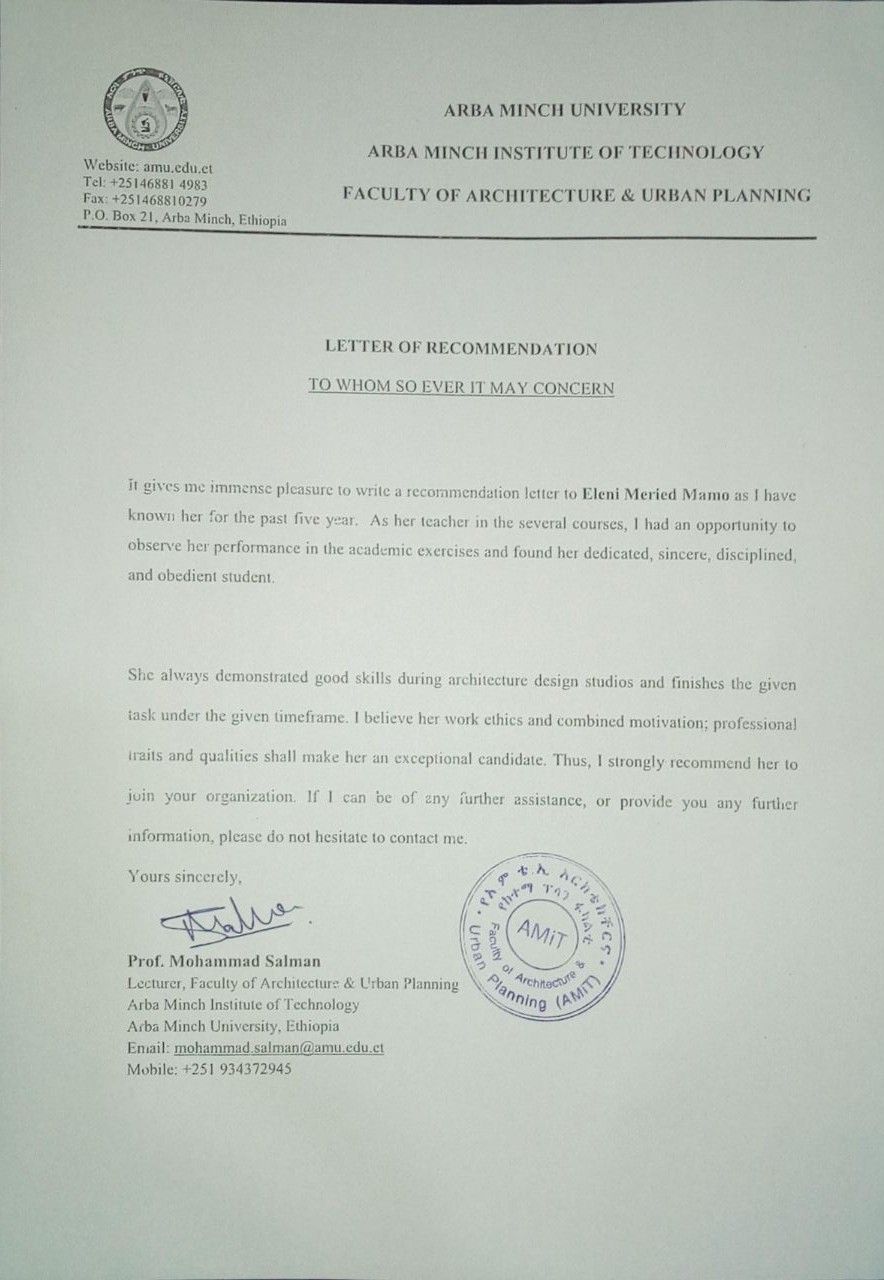 ARBA MINCH UNIVERSITY
ARBA MINCH UNIVERSITY
ARBA MINCH INSTITUTE OF TECHNOLOGY
FACULTY OF ARCHITECTURE & URBAN PLANNING
Website: amu.edu.et
Tel: +25146881 4983
Fax: +251468810279
P.O. Box 21, Arba Minch, Ethiopia
LETTER OF RECOMMENDATION
TO WHOM SO EVER IT MAY CONCERN
It gives me immense pleasure to write a recommendation letter to Eleni Meried Mamo as I have
known her for the past five year. As her teacher in the several courses, I had an opportunity to
observe her performance in the academic exercises and found her dedicated, sincere, disciplined,
and obedient student.
She always demonstrated good skills during architecture design studios and finishes the given
task under the given timeframe. I believe her work ethics and combined motivation; professional
traits and qualities shall make her an exceptional candidate. Thus, I strongly recommend her to
join your organization. If I can be of any further assistance, or provide you any further
information, please do not hesitate to contact me.
Yours sincerely,
Prof. Mohammad Salman
Lecturer, Faculty of Architecture & Urban Planning
Arba Minch Institute of Technology
Arba Minch University, Ethiopia
Email: mohammad.salman@amu.edu.et
Mobile: +251 934372945
የአምቴኢ አርክቴክቸርና
የከተማ ፕላን ፋካልቲ
AMiT
Faculty of Architecture &
Urban Planning (AMiT)